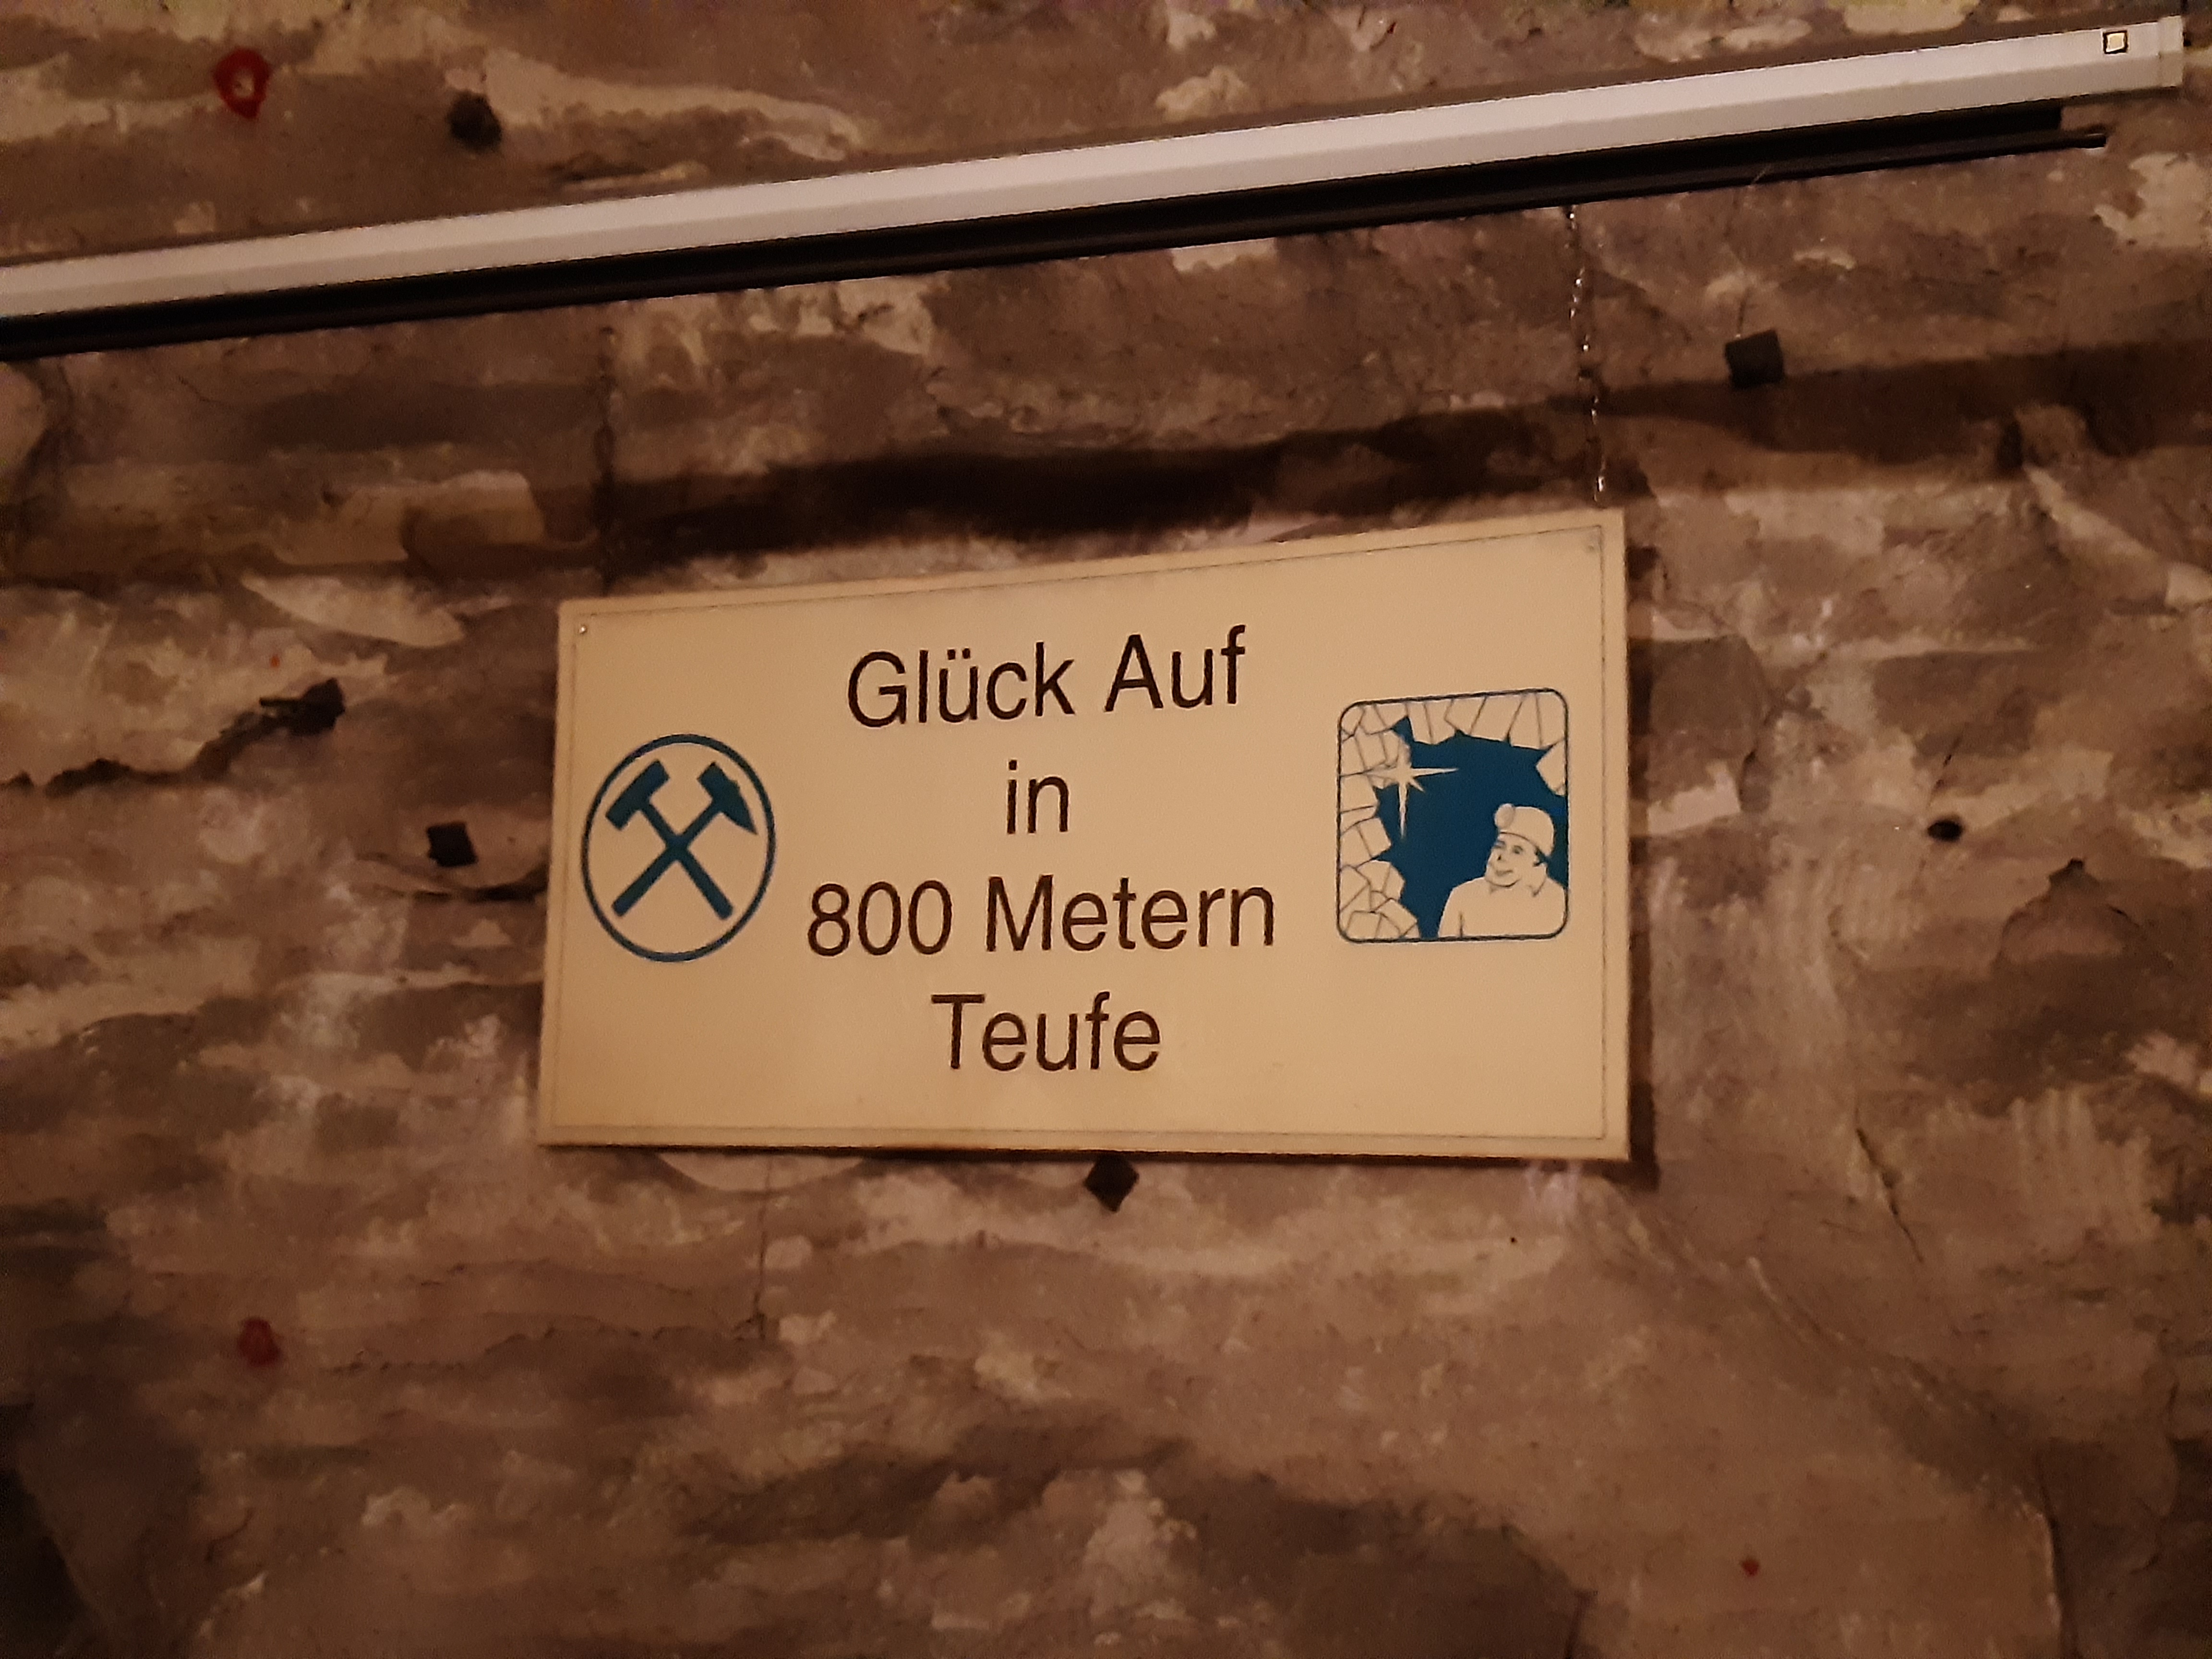 Glück Auf
in
800 Metern
Teufe